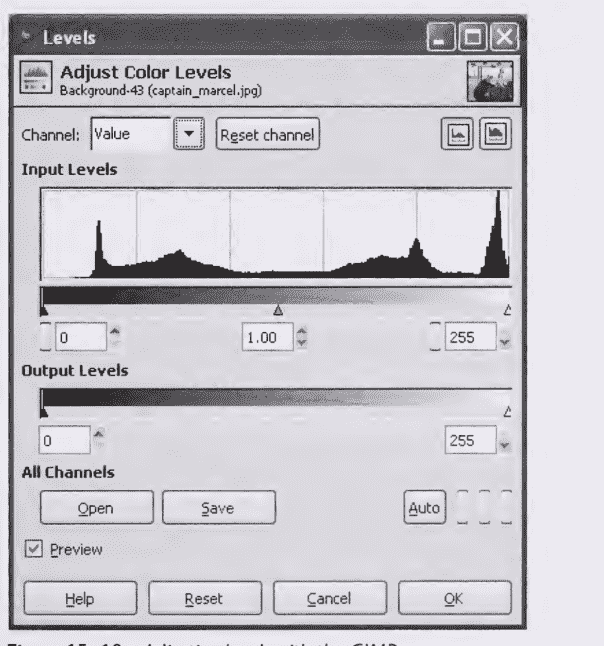 Levels
Adjust Color Levels
Background-43 (captain_marcel.jpg)
Channel: Value Reset channel
Input Levels
0 1.00 255
Output Levels
0 255
All Channels
Open Save Auto
Preview
Help Reset Cancel OK